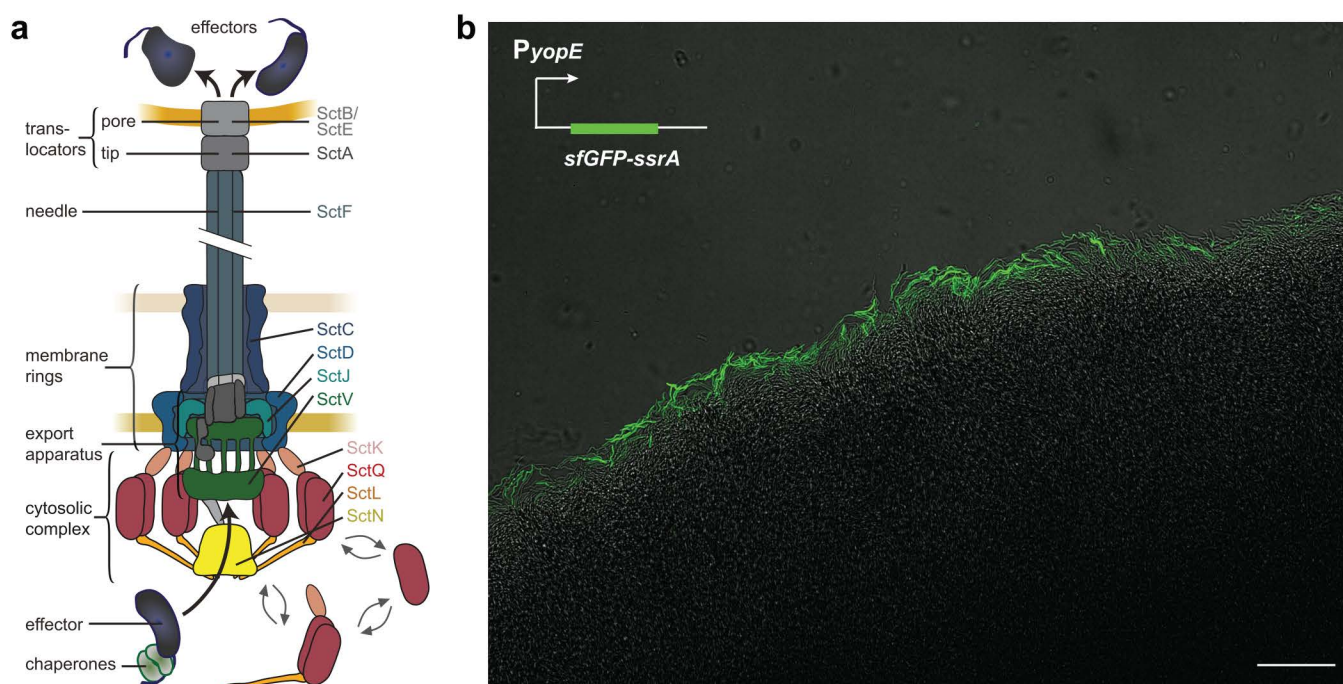 a
effectors
trans-
locators
pore
tip
SctB/
SctE
SctA
needle
SctF
membrane
rings
SctC
SctD
SctJ
SctV
export
apparatus
SctK
SctQ
SctL
SctN
cytosolic
complex
effector
chaperones
b
PyopE
sfGFP-ssrA